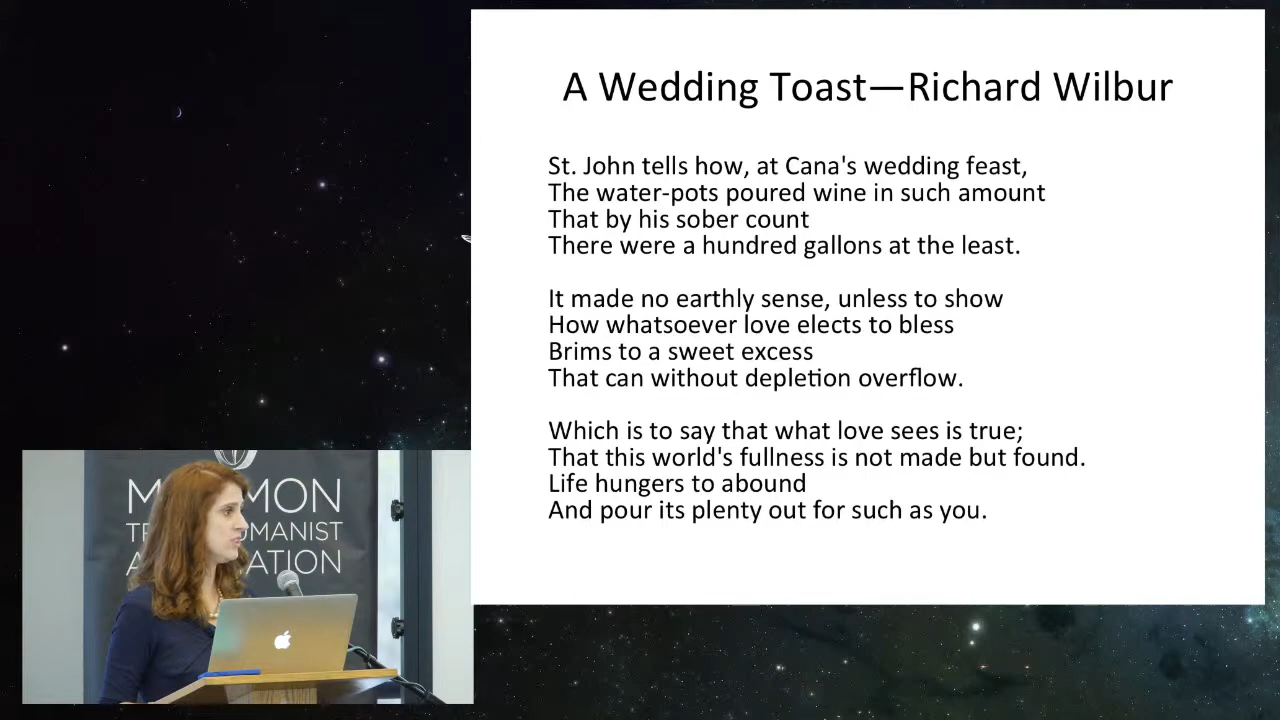 A Wedding Toast—Richard Wilbur
St. John tells how, at Cana's wedding feast,
The water-pots poured wine in such amount
That by his sober count
There were a hundred gallons at the least.
It made no earthly sense, unless to show
How whatsoever love elects to bless
Brims to a sweet excess
That can without depletion overflow.
Which is to say that what love sees is true;
That this world's fullness is not made but found.
Life hungers to abound
And pour its plenty out for such as you.